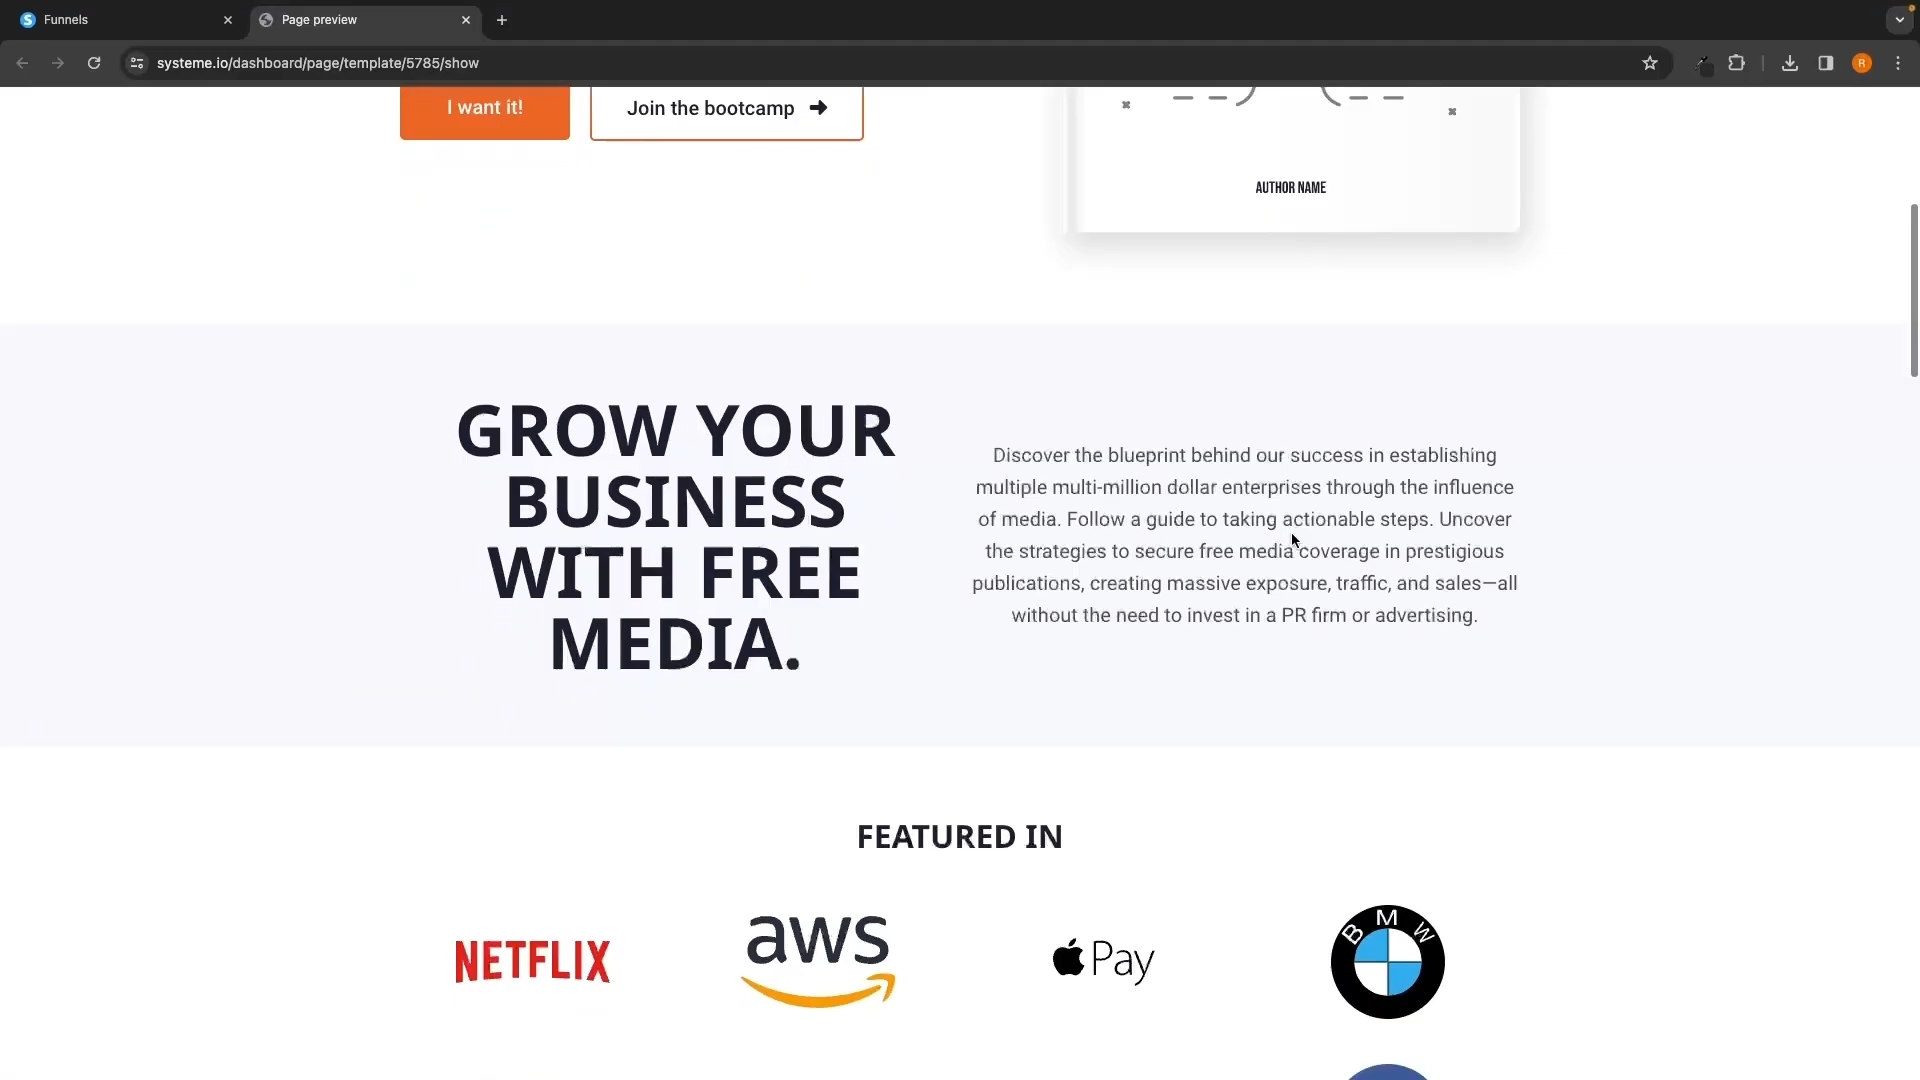 Funnels
Page preview
systeme.io/dashboard/page/template/5785/show
R
I want it!
Join the bootcamp
AUTHOR NAME
GROW YOUR
BUSINESS
WITH FREE
MEDIA.
Discover the blueprint behind our success in establishing
multiple multi-million dollar enterprises through the influence
of media. Follow a guide to taking actionable steps. Uncover
the strategies to secure free media coverage in prestigious
publications, creating massive exposure, traffic, and sales—all
without the need to invest in a PR firm or advertising.
FEATURED IN
NETFLIX
aws
Pay
BMW